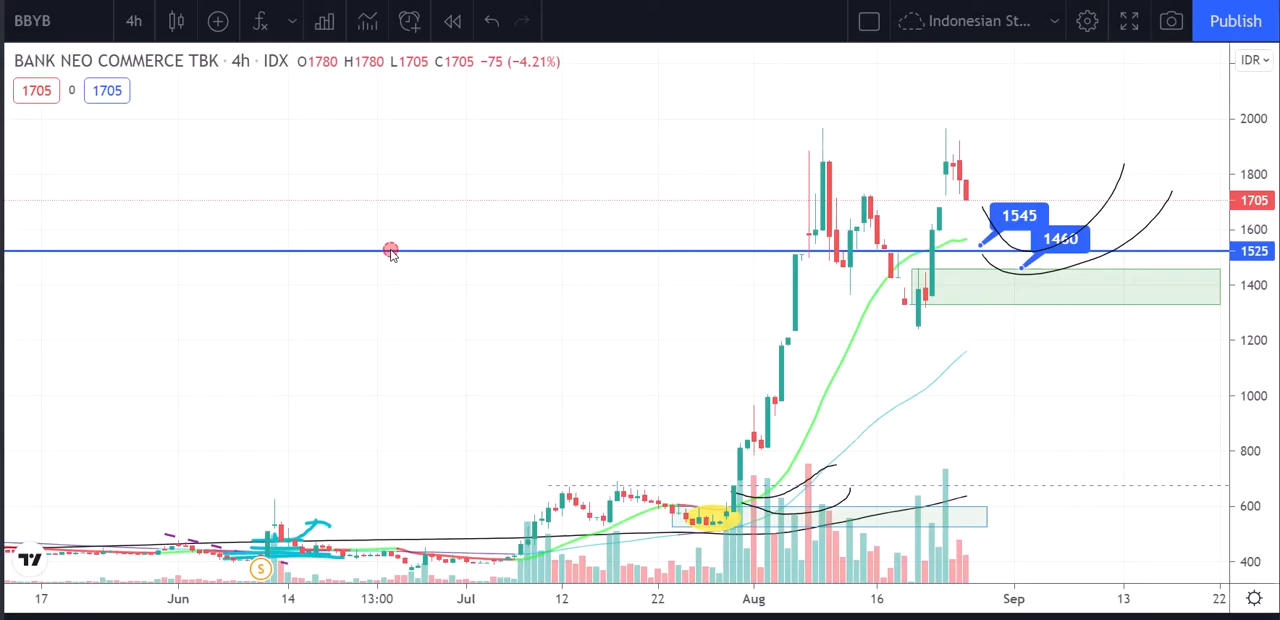 BBYB 4h Indonesian St... Publish
BANK NEO COMMERCE TBK · 4h · IDX O1780 H1780 L1705 C1705 −75 (−4.21%) IDR
1705 0 1705
2000
1800
1705
1545
1600
1460
1525
1400
1200
1000
800
600
400
S
17 Jun 14 13:00 Jul 12 22 Aug 16 Sep 13 22